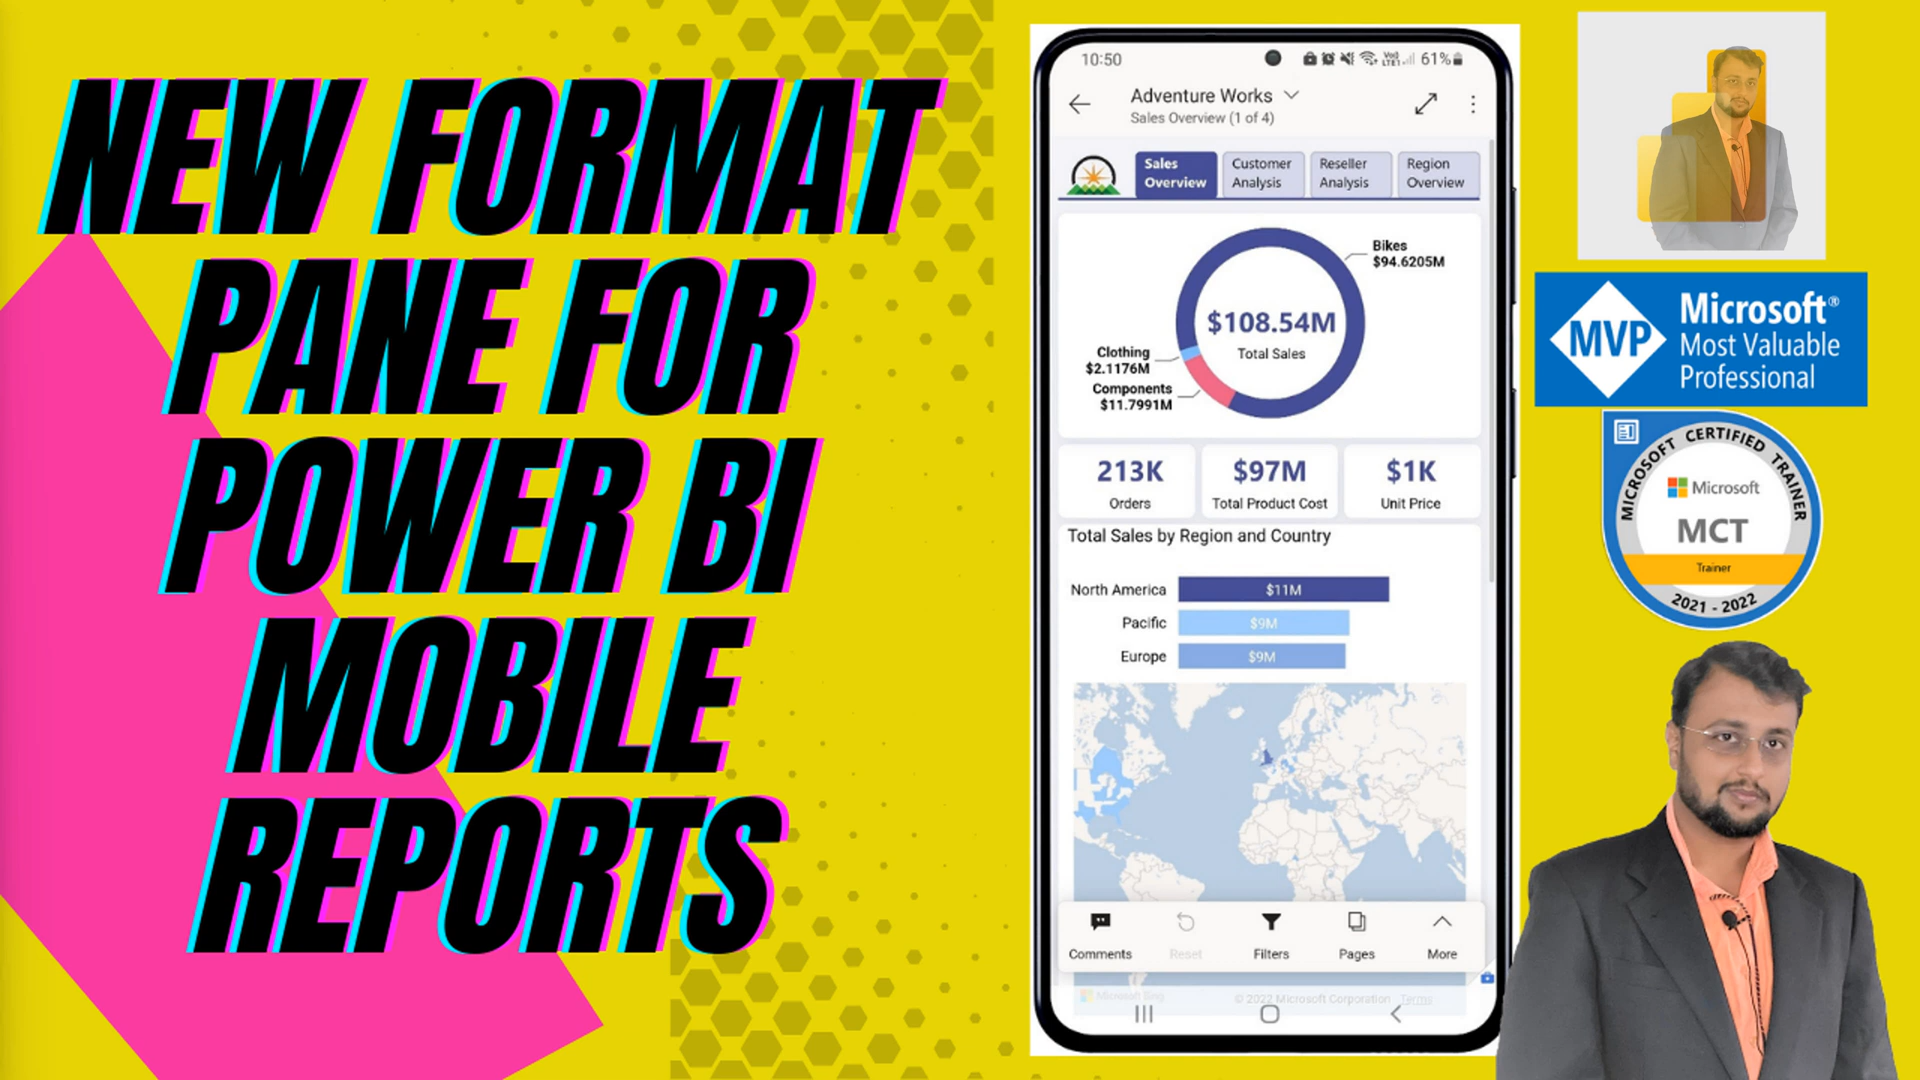 NEW FORMAT
PANE FOR
POWER BI
MOBILE
REPORTS
10:50
61%
Adventure Works
Sales Overview (1 of 4)
Sales
Overview
Customer
Analysis
Reseller
Analysis
Region
Overview
Bikes
$94.6205M
$108.54M
Total Sales
Clothing
$2.1176M
Components
$11.7991M
213K
Orders
$97M
Total Product Cost
$1K
Unit Price
Total Sales by Region and Country
North America
$11M
Pacific
$9M
Europe
$9M
Comments
Reset
Filters
Pages
More
© 2022 Microsoft Corporation Terms
MVP
Microsoft®
Most Valuable
Professional
MICROSOFT CERTIFIED TRAINER
Microsoft
MCT
Trainer
2021 - 2022